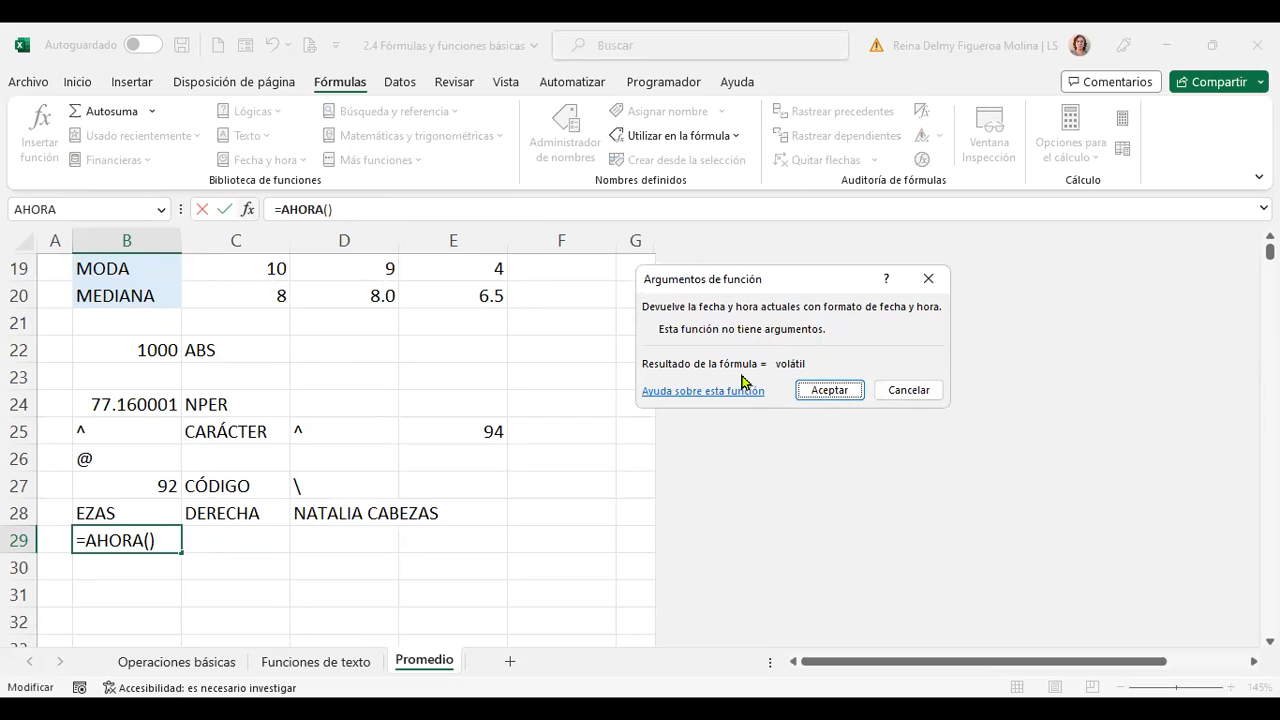 Autoguardado
2.4 Fórmulas y funciones básicas
Buscar
Reina Delmy Figueroa Molina | LS
Archivo Inicio Insertar Disposición de página Fórmulas Datos Revisar Vista Automatizar Programador Ayuda
Comentarios Compartir
fx Insertar función
Autosuma
Usado recientemente
Financieras
Lógicas
Texto
Fecha y hora
Búsqueda y referencia
Matemáticas y trigonométricas
Más funciones
Biblioteca de funciones
Administrador de nombres
Asignar nombre
Utilizar en la fórmula
Crear desde la selección
Nombres definidos
Rastrear precedentes
Rastrear dependientes
Quitar flechas
Ventana Inspección
Auditoría de fórmulas
Opciones para el cálculo
Cálculo
AHORA fx =AHORA()
A B C D E F G
19 MODA 10 9 4
20 MEDIANA 8 8.0 6.5
21
22 1000 ABS
23
24 77.160001 NPER
25 ^ CARÁCTER ^ 94
26 @
27 92 CÓDIGO \
28 EZAS DERECHA NATALIA CABEZAS
29 =AHORA()
30
31
32
Argumentos de función ?
Devuelve la fecha y hora actuales con formato de fecha y hora.
Esta función no tiene argumentos.
Resultado de la fórmula = volátil
Ayuda sobre esta función Aceptar Cancelar
Operaciones básicas Funciones de texto Promedio
Modificar Accesibilidad: es necesario investigar 145%